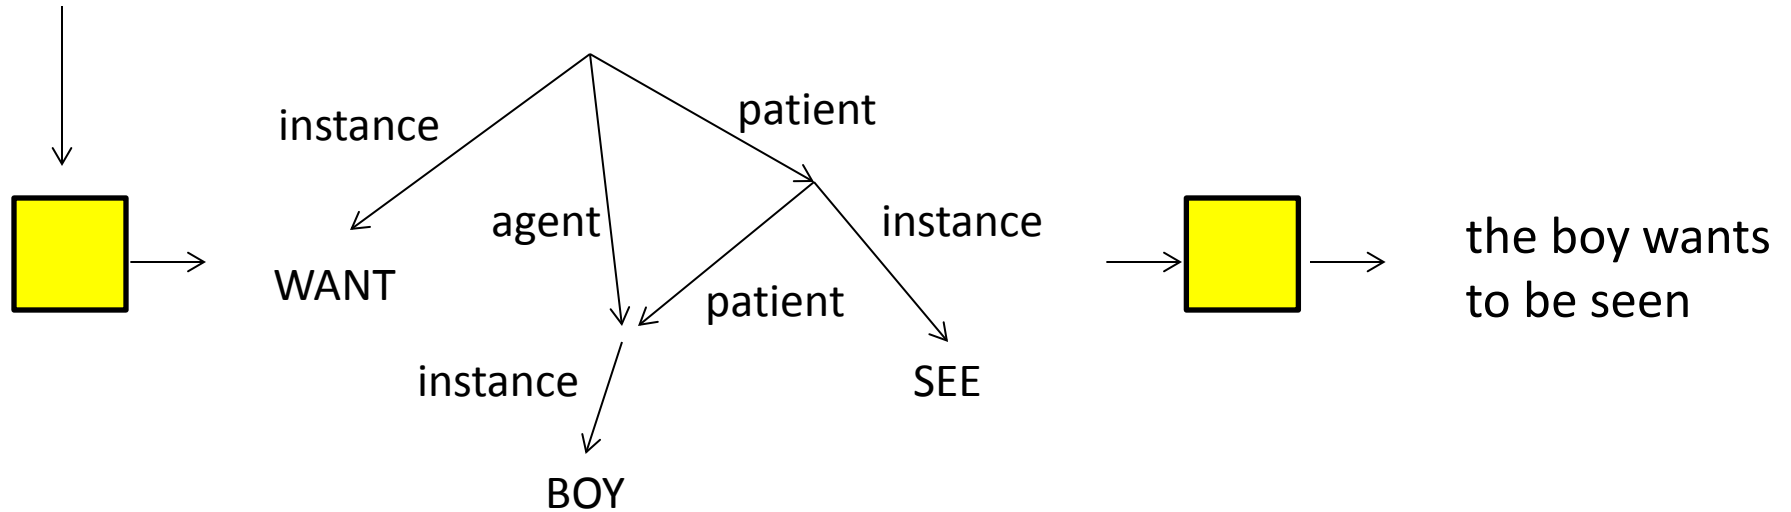 patient
instance
agent
instance
the boy wants
to be seen
WANT
patient
instance
SEE
BOY